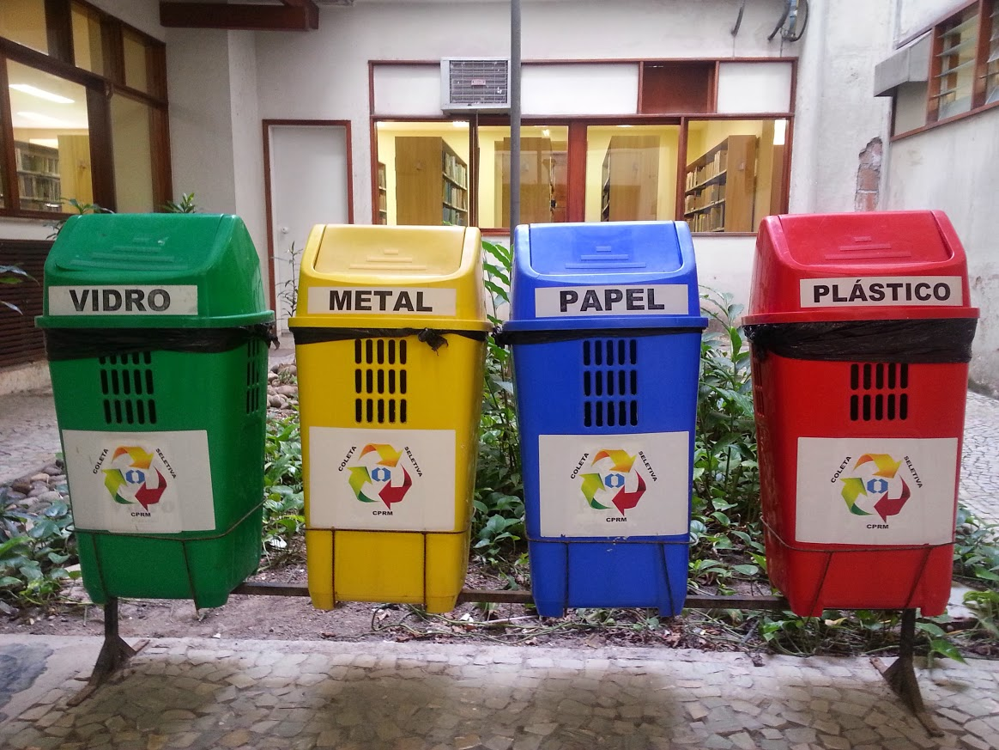 VIDRO
METAL
PAPEL
PLÁSTICO
COLETA SELETIVA
CPRM
COLETA SELETIVA
CPRM
COLETA SELETIVA
CPRM
COLETA SELETIVA
CPRM